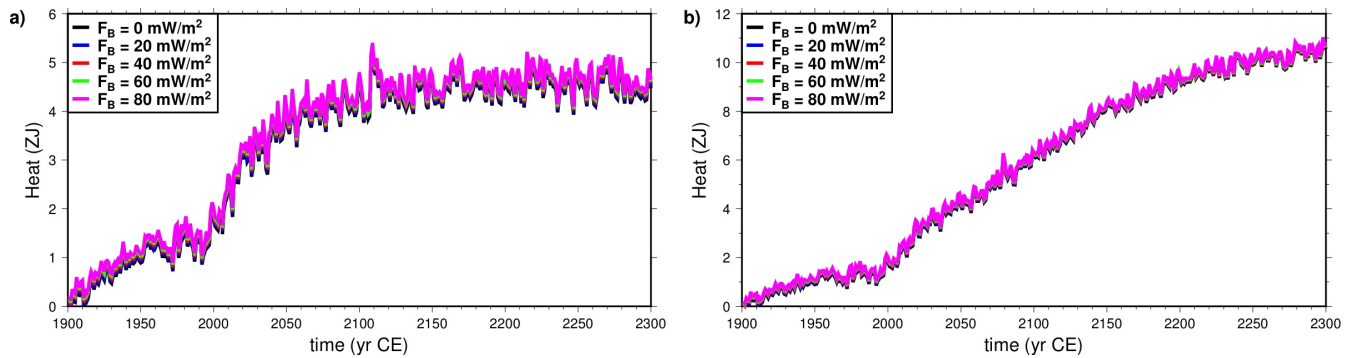 a)
F_B = 0 mW/m²
F_B = 20 mW/m²
F_B = 40 mW/m²
F_B = 60 mW/m²
F_B = 80 mW/m²
Heat (ZJ)
6
5
4
3
2
1
0
1900 1950 2000 2050 2100 2150 2200 2250 2300
time (yr CE)
b)
F_B = 0 mW/m²
F_B = 20 mW/m²
F_B = 40 mW/m²
F_B = 60 mW/m²
F_B = 80 mW/m²
Heat (ZJ)
12
10
8
6
4
2
0
1900 1950 2000 2050 2100 2150 2200 2250 2300
time (yr CE)